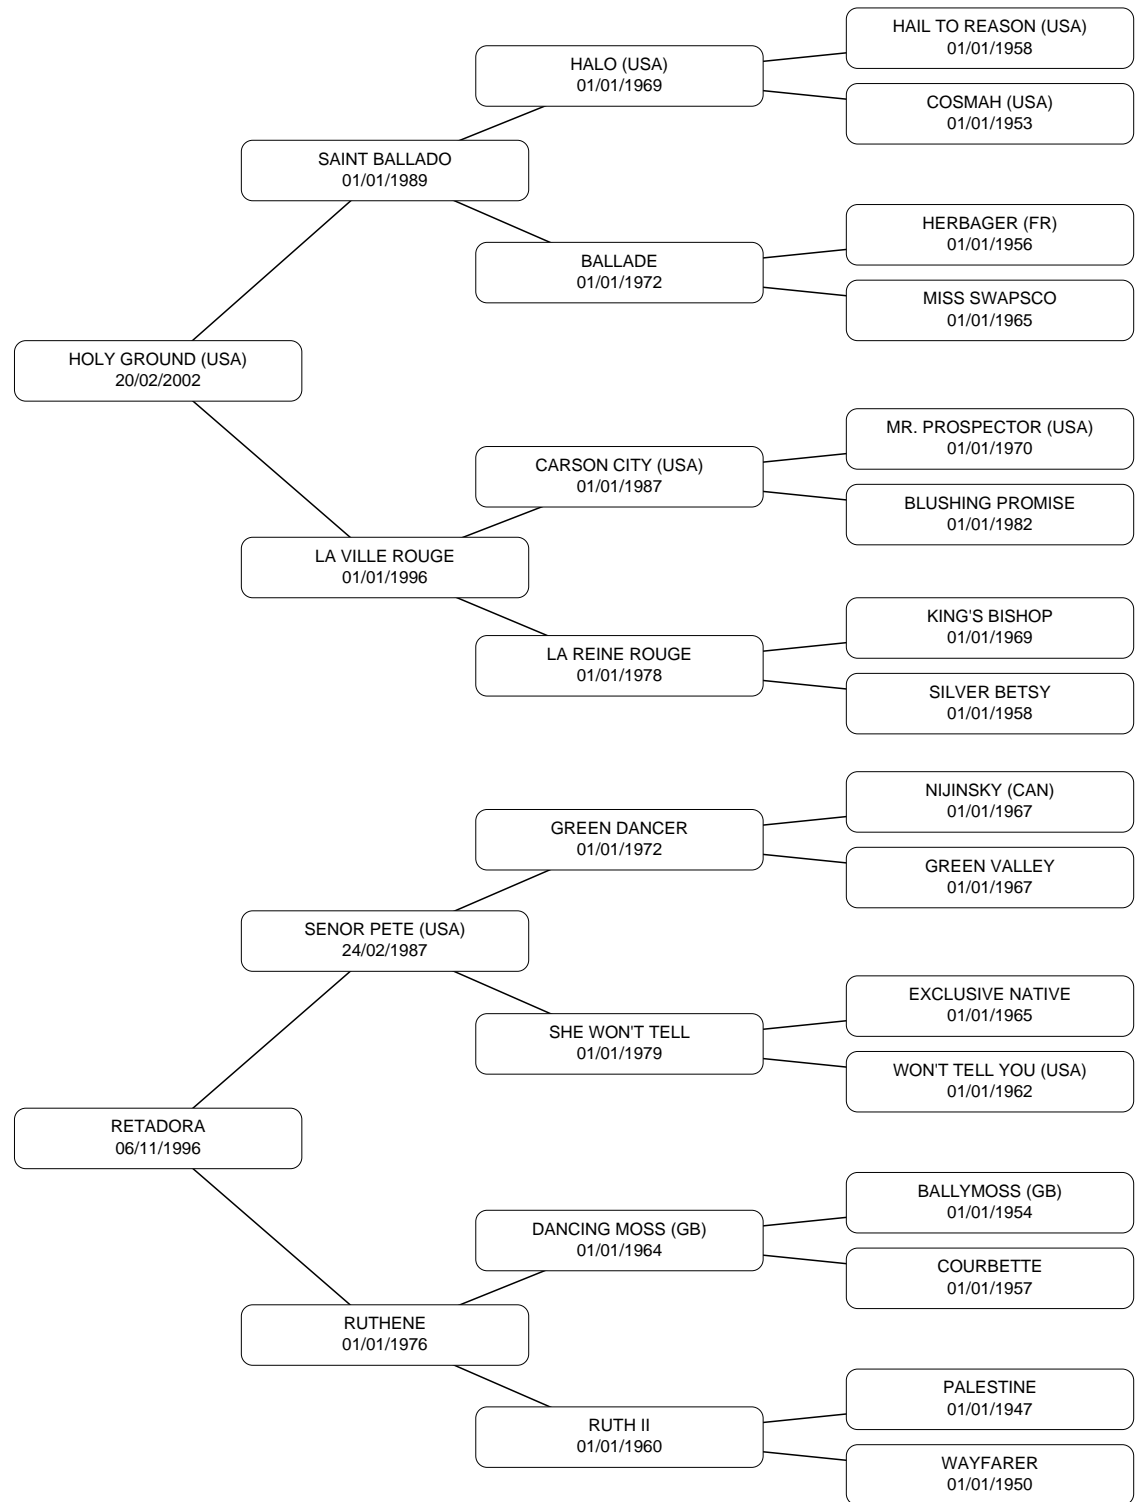 HAIL TO REASON (USA)
01/01/1958
HALO (USA)
01/01/1969
COSMAH (USA)
01/01/1953
SAINT BALLADO
01/01/1989
HERBAGER (FR)
01/01/1956
BALLADE
01/01/1972
MISS SWAPSCO
01/01/1965
HOLY GROUND (USA)
20/02/2002
MR. PROSPECTOR (USA)
01/01/1970
CARSON CITY (USA)
01/01/1987
BLUSHING PROMISE
01/01/1982
LA VILLE ROUGE
01/01/1996
KING'S BISHOP
01/01/1969
LA REINE ROUGE
01/01/1978
SILVER BETSY
01/01/1958
NIJINSKY (CAN)
01/01/1967
GREEN DANCER
01/01/1972
GREEN VALLEY
01/01/1967
SENOR PETE (USA)
24/02/1987
EXCLUSIVE NATIVE
01/01/1965
SHE WON'T TELL
01/01/1979
WON'T TELL YOU (USA)
01/01/1962
RETADORA
06/11/1996
BALLYMOSS (GB)
01/01/1954
DANCING MOSS (GB)
01/01/1964
COURBETTE
01/01/1957
RUTHENE
01/01/1976
PALESTINE
01/01/1947
RUTH II
01/01/1960
WAYFARER
01/01/1950